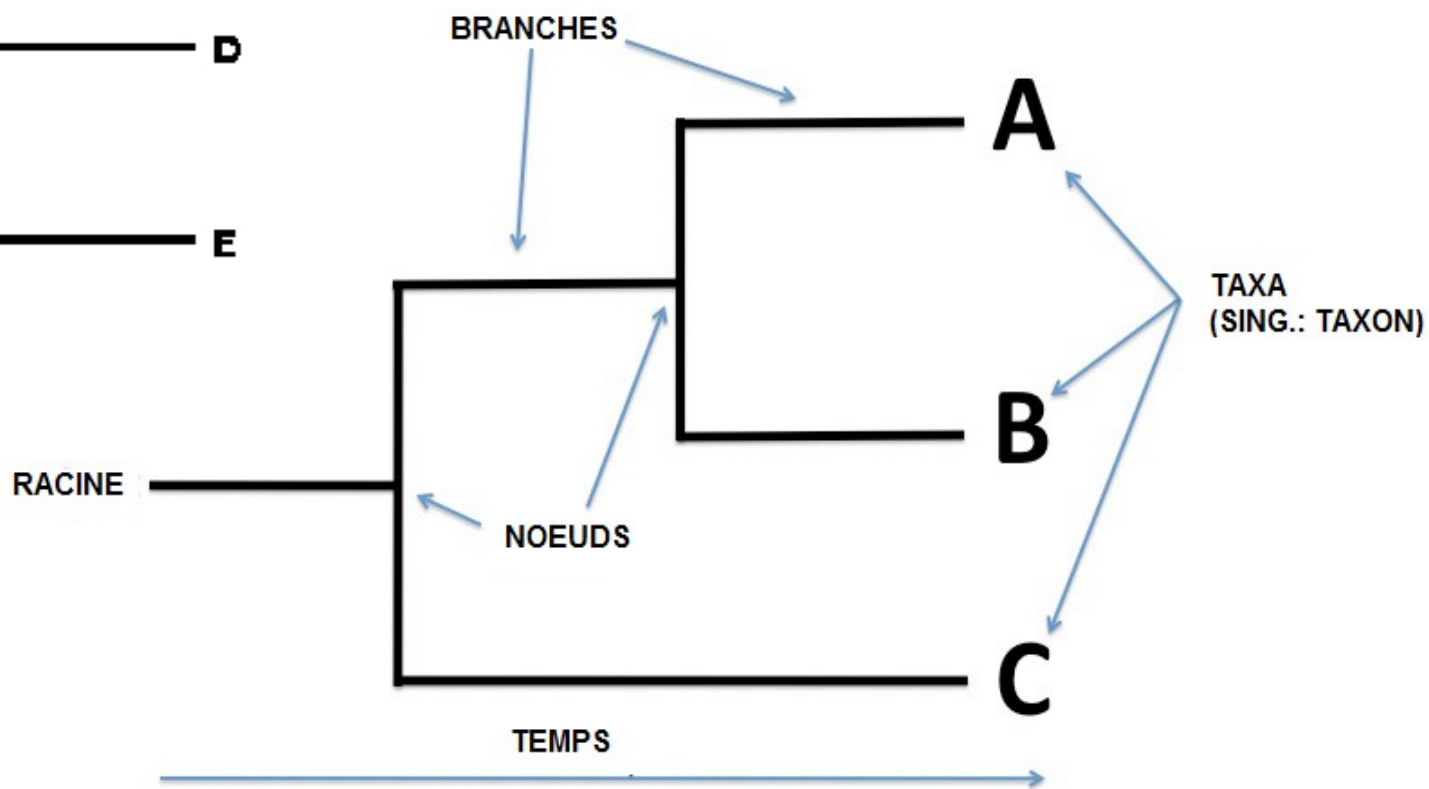 BRANCHES
D
A
E
TAXA
(SING.: TAXON)
B
RACINE
NOEUDS
C
TEMPS